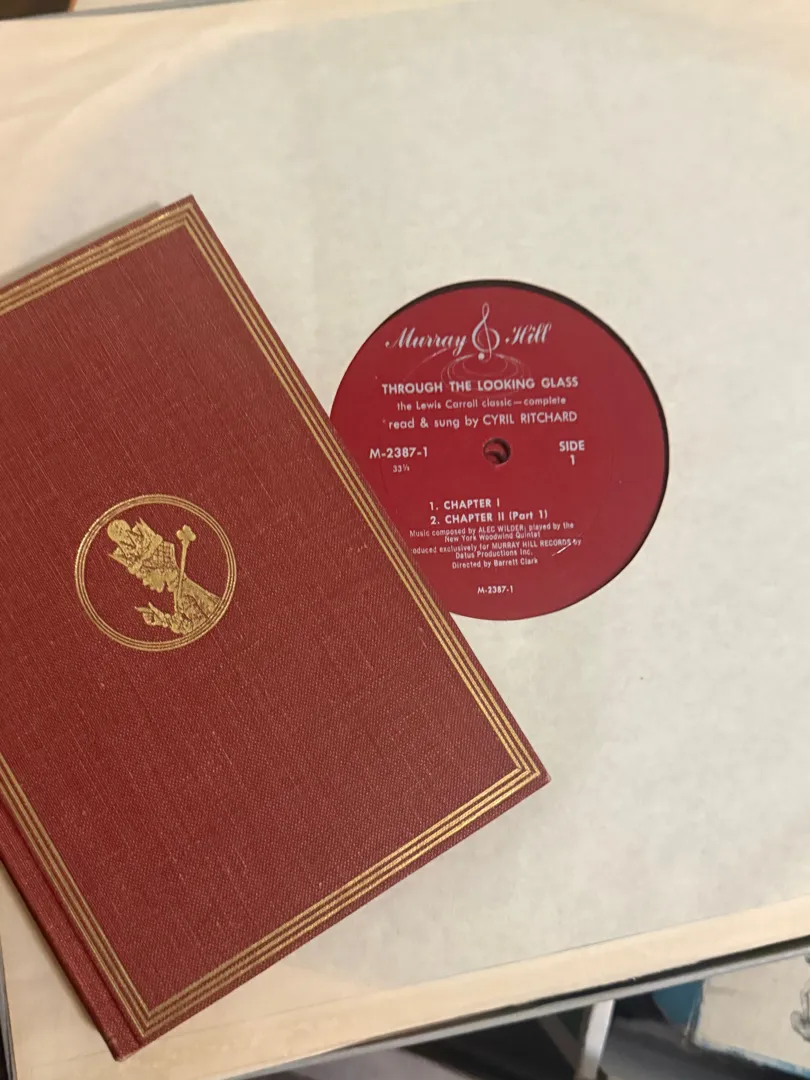 Murray Hill
THROUGH THE LOOKING GLASS
the Lewis Carroll classic—complete
read & sung by CYRIL RITCHARD
M-2387-1
33⅓
SIDE
1
1. CHAPTER I
2. CHAPTER II (Part 1)
Music composed by ALEC WILDER; played by the
New York Woodwind Quintet
oduced exclusively for MURRAY HILL RECORDS by
Datus Productions Inc.
Directed by Barrett Clark
M-2387-1